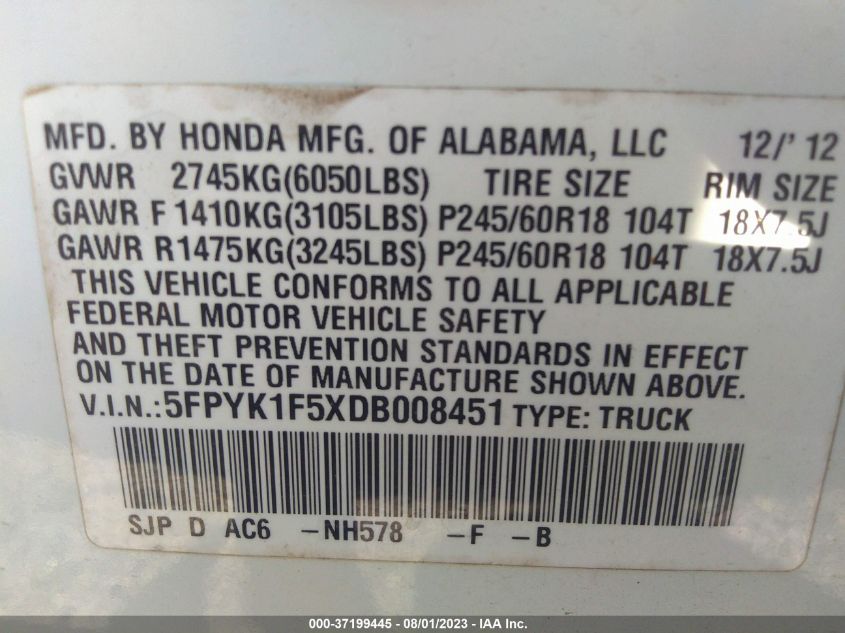 MFD. BY HONDA MFG. OF ALABAMA, LLC 12/' 12
GVWR 2745KG(6050LBS) TIRE SIZE RIM SIZE
GAWR F 1410KG(3105LBS) P245/60R18 104T 18X7.5J
GAWR R1475KG(3245LBS) P245/60R18 104T 18X7.5J
THIS VEHICLE CONFORMS TO ALL APPLICABLE
FEDERAL MOTOR VEHICLE SAFETY
AND THEFT PREVENTION STANDARDS IN EFFECT
ON THE DATE OF MANUFACTURE SHOWN ABOVE.
V.I.N.:5FPYK1F5XDB008451 TYPE: TRUCK
SJP D AC6 -NH578 -F -B
000-37199445 - 08/01/2023 - IAA Inc.